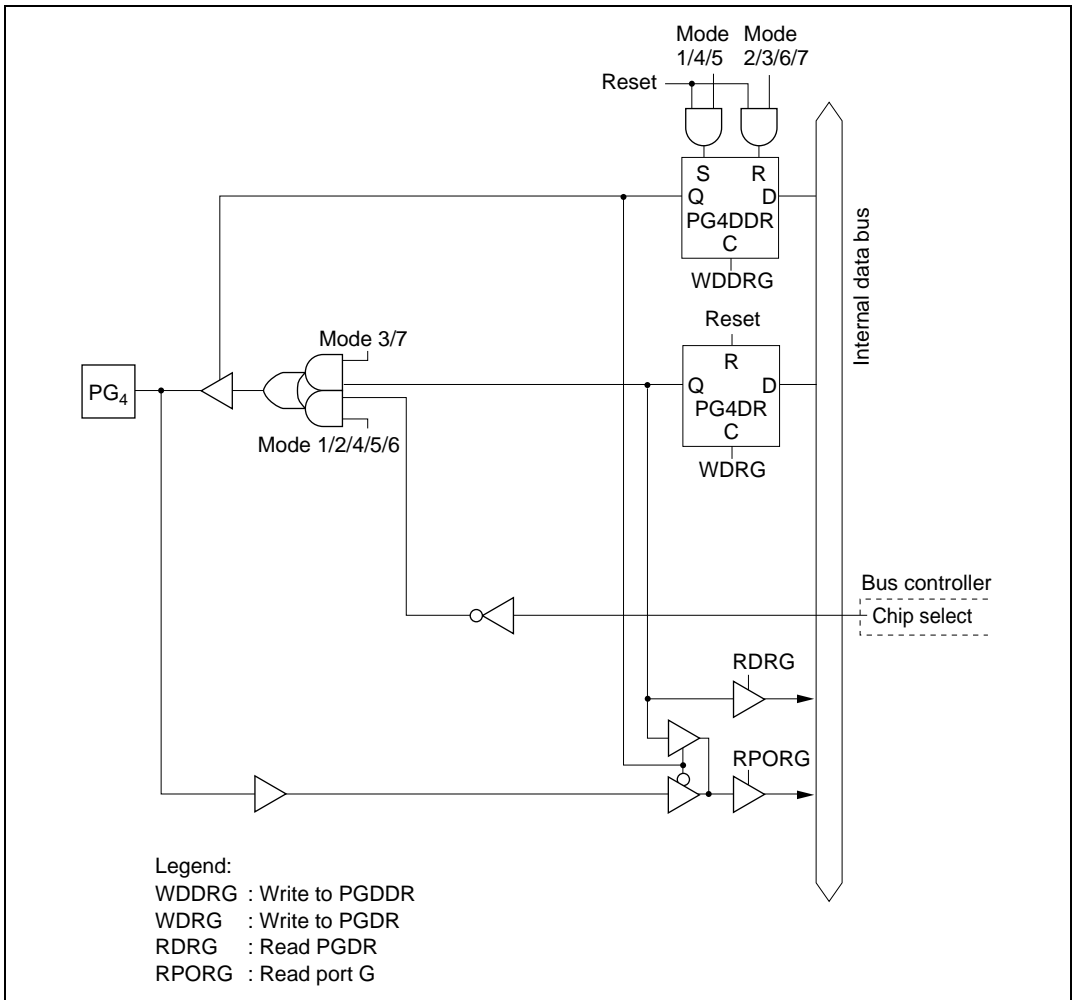 Mode Mode
1/4/5 2/3/6/7
Reset
S R
Q D
PG4DDR
C
WDDRG
Internal data bus
Reset
R
Mode 3/7
Q D
PG₄
PG4DR
C
Mode 1/2/4/5/6
WDRG
Bus controller
Chip select
RDRG
RPORG
Legend:
WDDRG : Write to PGDDR
WDRG : Write to PGDR
RDRG : Read PGDR
RPORG : Read port G